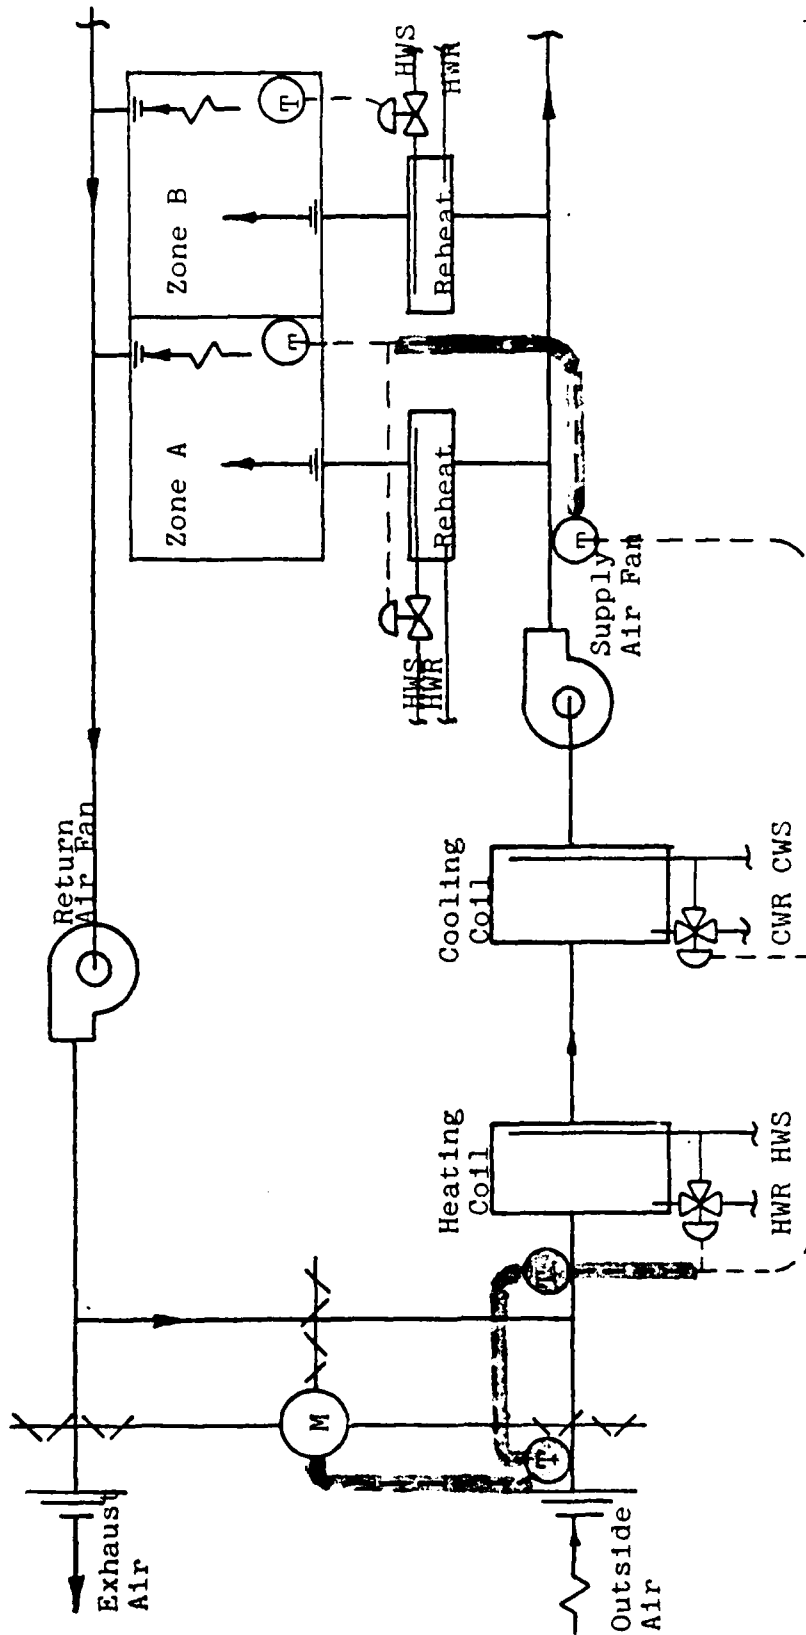 Exhaust
Air
Return
Air Fan
Zone A
Zone B
T
T
M
HWS
HWR
HWS
HWR
Reheat
Reheat
T
T
T
Outside
Air
Heating
Coil
Cooling
Coil
Supply
Air Fan
HWR HWS
CWR CWS